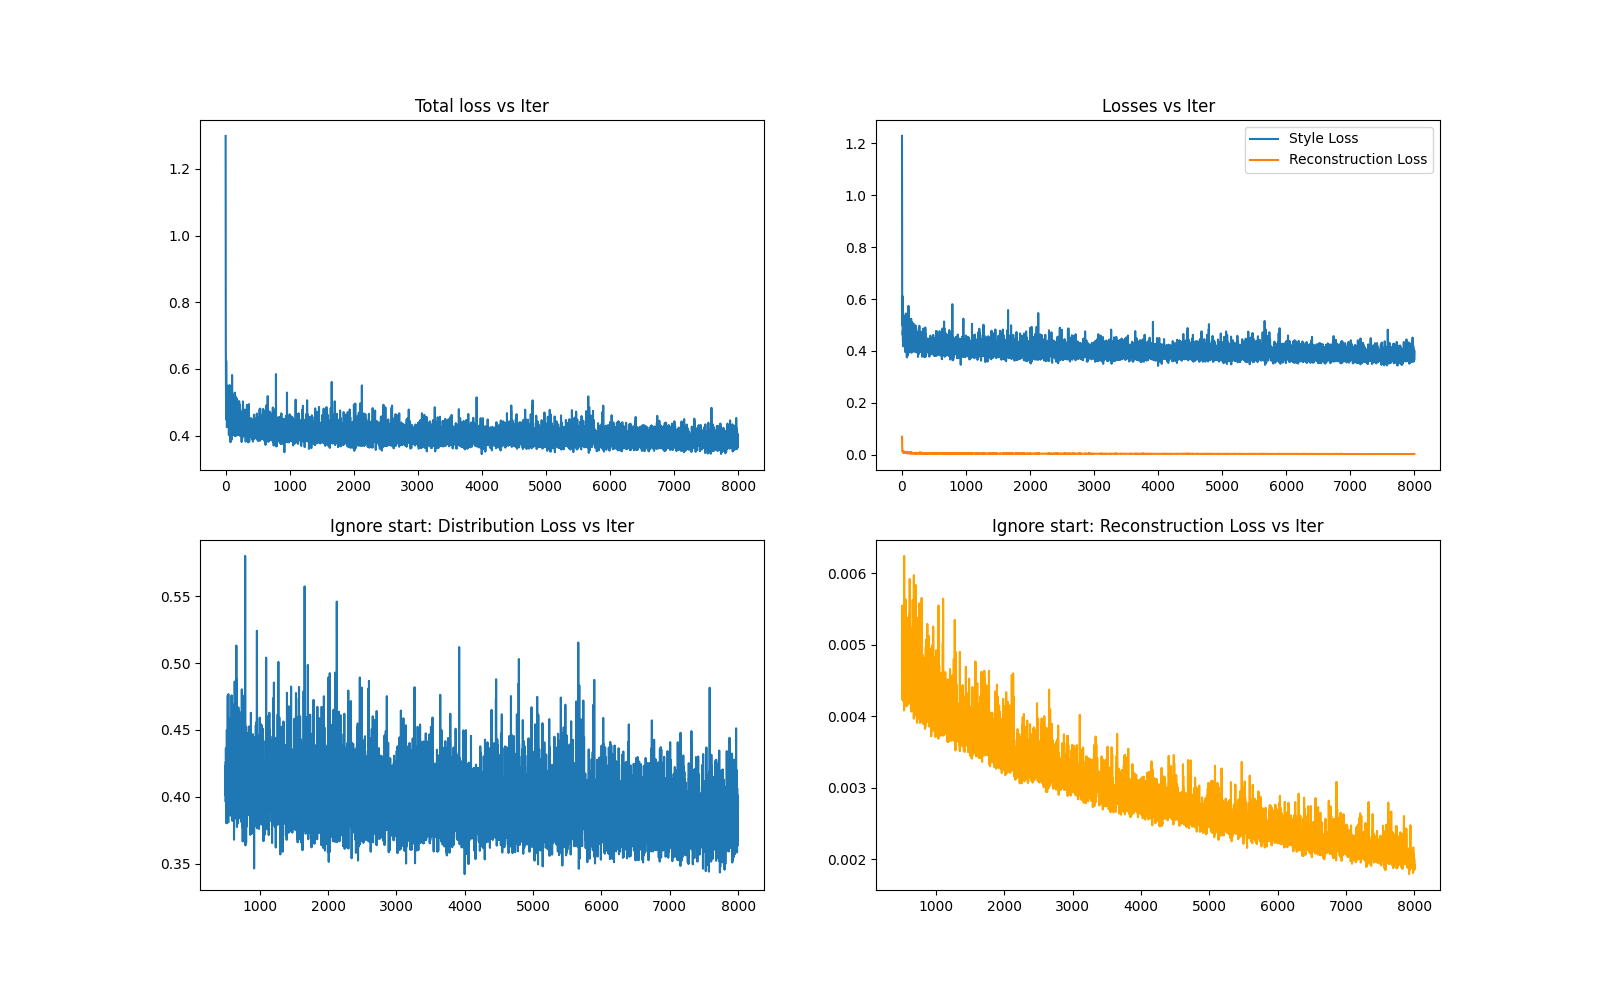 Total loss vs Iter
1.2
1.0
0.8
0.6
0.4
0 1000 2000 3000 4000 5000 6000 7000 8000
Losses vs Iter
Style Loss
Reconstruction Loss
1.2
1.0
0.8
0.6
0.4
0.2
0.0
0 1000 2000 3000 4000 5000 6000 7000 8000
Ignore start: Distribution Loss vs Iter
0.55
0.50
0.45
0.40
0.35
1000 2000 3000 4000 5000 6000 7000 8000
Ignore start: Reconstruction Loss vs Iter
0.006
0.005
0.004
0.003
0.002
1000 2000 3000 4000 5000 6000 7000 8000